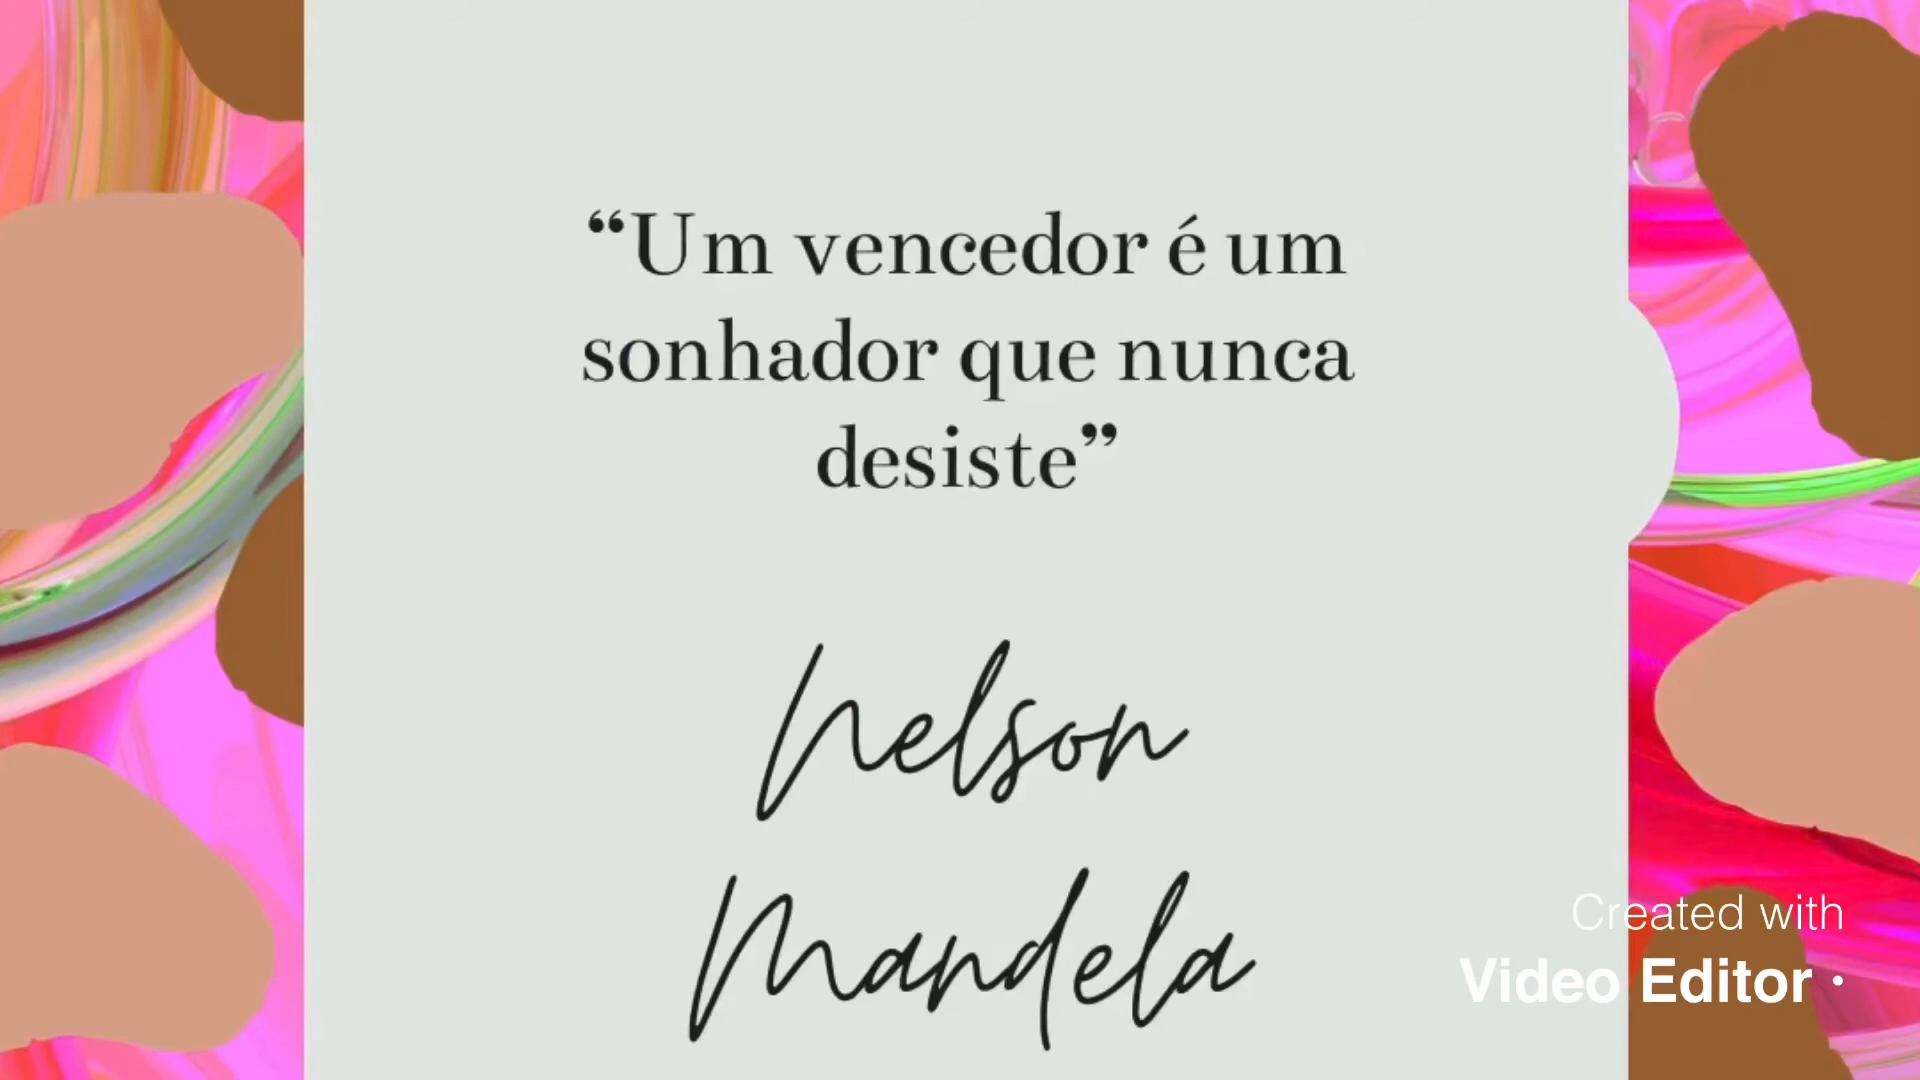 “Um vencedor é um
sonhador que nunca
desiste”
Nelson
Mandela
Created with
Video Editor ·